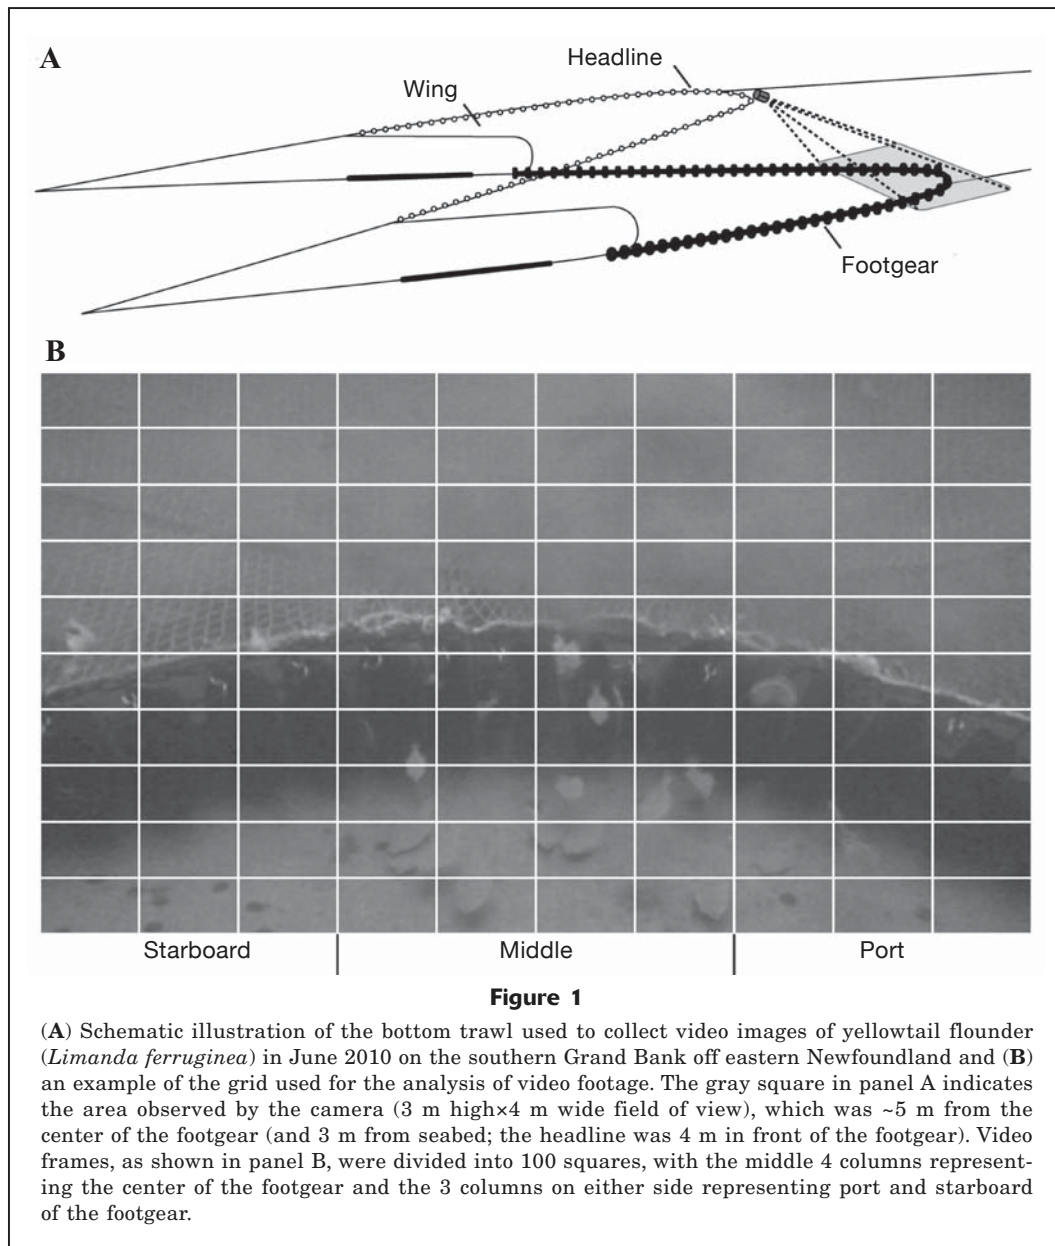 A
Headline
Wing
Footgear
B
Starboard
Middle
Port
Figure 1
(A) Schematic illustration of the bottom trawl used to collect video images of yellowtail flounder
(Limanda ferruginea) in June 2010 on the southern Grand Bank off eastern Newfoundland and (B)
an example of the grid used for the analysis of video footage. The gray square in panel A indicates
the area observed by the camera (3 m high×4 m wide field of view), which was ~5 m from the
center of the footgear (and 3 m from seabed; the headline was 4 m in front of the footgear). Video
frames, as shown in panel B, were divided into 100 squares, with the middle 4 columns represent-
ing the center of the footgear and the 3 columns on either side representing port and starboard
of the footgear.